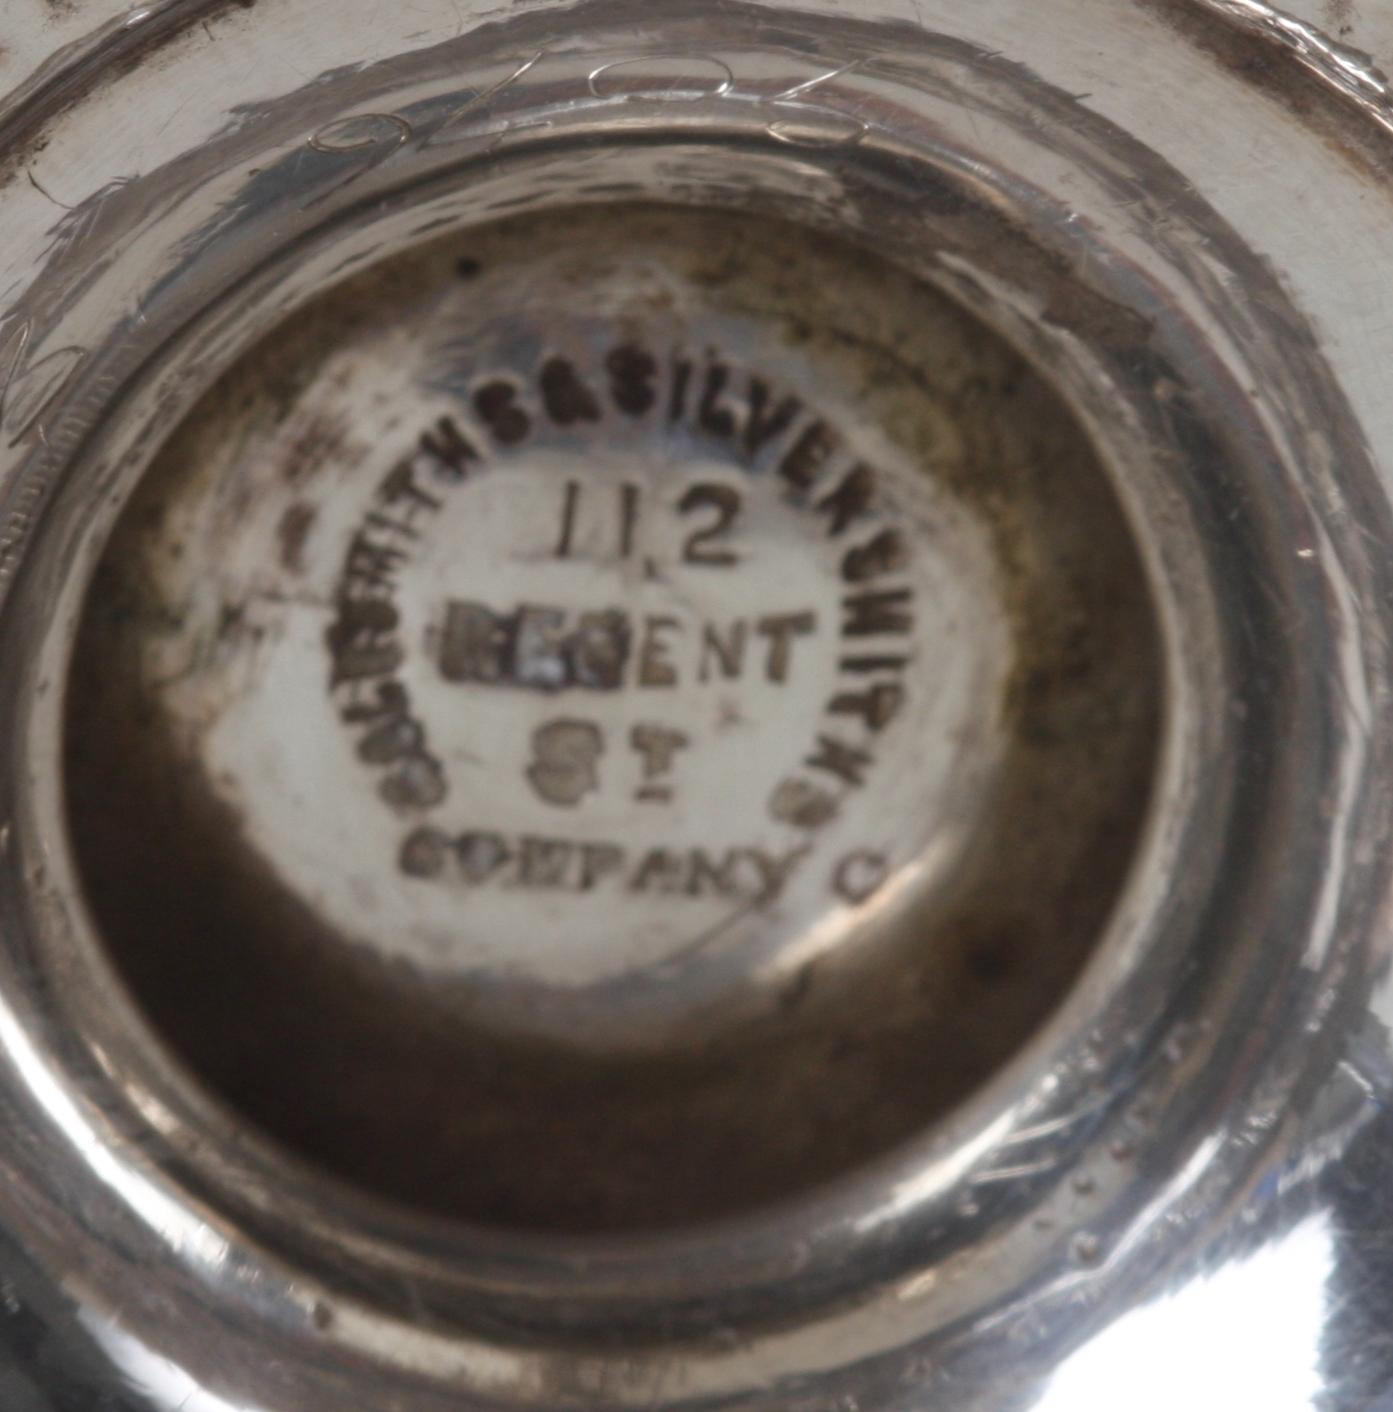 GOLDSMITHS & SILVERSMITHS
112
REGENT
ST
COMPANY